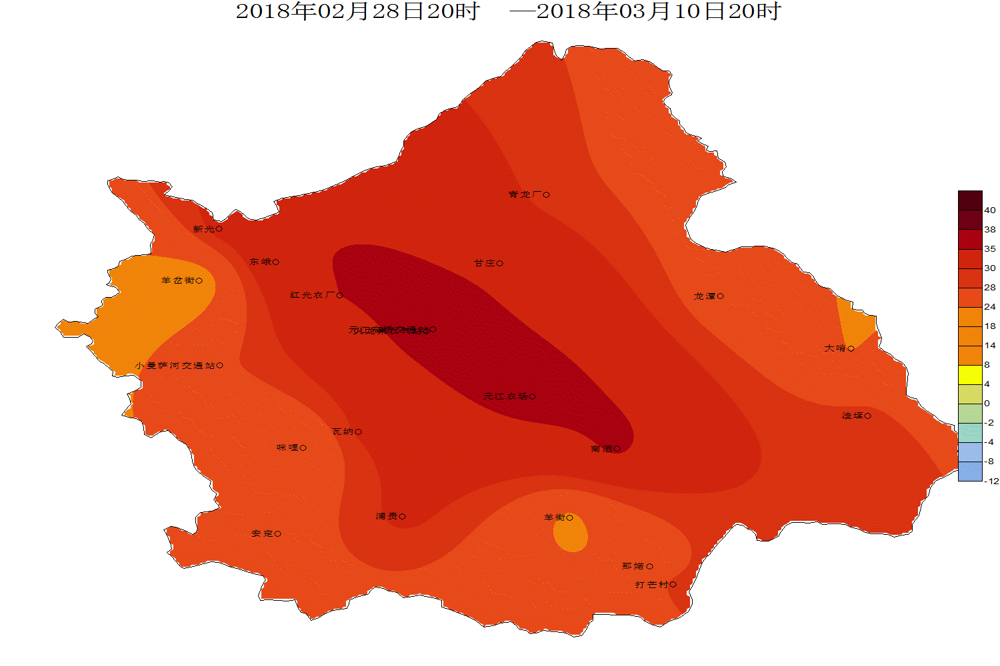 2018年02月28日20时 —2018年03月10日20时
青龙厂
40
新光
38
35
东峨
甘庄
30
羊岔街
28
红光农厂
龙潭
24
18
大哨
14
小曼萨河交通站
8
4
元江农场
0
洼垤
-2
瓦纳
咪哩
南洒
-4
-8
-12
浦贵
羊街
安定
那诺
打芒村